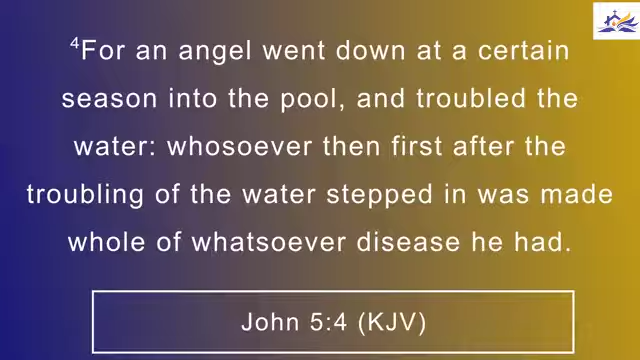 ⁴For an angel went down at a certain
season into the pool, and troubled the
water: whosoever then first after the
troubling of the water stepped in was made
whole of whatsoever disease he had.
John 5:4 (KJV)